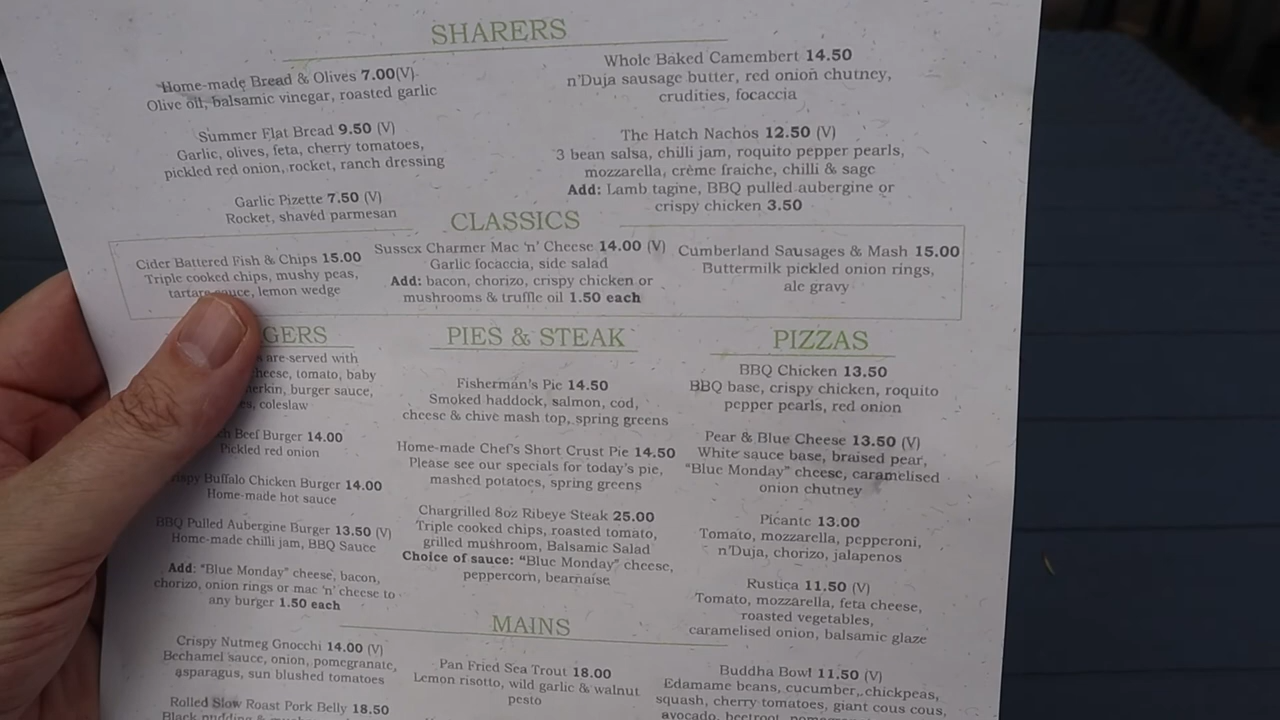 SHARERS
Home-made Bread & Olives 7.00(V)
Olive oil, balsamic vinegar, roasted garlic
Summer Flat Bread 9.50 (V)
Garlic, olives, feta, cherry tomatoes,
pickled red onion, rocket, ranch dressing
Garlic Pizette 7.50 (V)
Rocket, shaved parmesan
Whole Baked Camembert 14.50
n'Duja sausage butter, red onion chutney,
crudities, focaccia
The Hatch Nachos 12.50 (V)
3 bean salsa, chilli jam, roquito pepper pearls,
mozzarella, crème fraiche, chilli & sage
Add: Lamb tagine, BBQ pulled aubergine or
crispy chicken 3.50
CLASSICS
Cider Battered Fish & Chips 15.00
Triple cooked chips, mushy peas,
tartare sauce, lemon wedge
Sussex Charmer Mac 'n' Cheese 14.00 (V)
Garlic focaccia, side salad
Add: bacon, chorizo, crispy chicken or
mushrooms & truffle oil 1.50 each
Cumberland Sausages & Mash 15.00
Buttermilk pickled onion rings,
ale gravy
GERS
are served with
cheese, tomato, baby
erkin, burger sauce,
coleslaw
Beef Burger 14.00
Pickled red onion
Buffalo Chicken Burger 14.00
Home-made hot sauce
BBQ Pulled Aubergine Burger 13.50 (V)
Home-made chilli jam, BBQ Sauce
Add: "Blue Monday" cheese, bacon,
chorizo, onion rings or mac 'n' cheese to
any burger 1.50 each
PIES & STEAK
Fisherman's Pie 14.50
Smoked haddock, salmon, cod,
cheese & chive mash top, spring greens
Home-made Chef's Short Crust Pie 14.50
Please see our specials for today's pie,
mashed potatoes, spring greens
Chargrilled 8oz Ribeye Steak 25.00
Triple cooked chips, roasted tomato,
grilled mushroom, Balsamic Salad
Choice of sauce: "Blue Monday" cheese,
peppercorn, bearnaise
PIZZAS
BBQ Chicken 13.50
BBQ base, crispy chicken, roquito
pepper pearls, red onion
Pear & Blue Cheese 13.50 (V)
White sauce base, braised pear,
"Blue Monday" cheese, caramelised
onion chutney
Picante 13.00
Tomato, mozzarella, pepperoni,
n'Duja, chorizo, jalapenos
Rustica 11.50 (V)
Tomato, mozzarella, feta cheese,
roasted vegetables,
caramelised onion, balsamic glaze
MAINS
Crispy Nutmeg Gnocchi 14.00 (V)
Bechamel sauce, onion, pomegranate,
asparagus, sun blushed tomatoes
Rolled Slow Roast Pork Belly 18.50
Black pudding &
Pan Fried Sea Trout 18.00
Lemon risotto, wild garlic & walnut
pesto
Buddha Bowl 11.50 (V)
Edamame beans, cucumber, chickpeas,
squash, cherry tomatoes, giant cous cous,
avocado, beetroot,